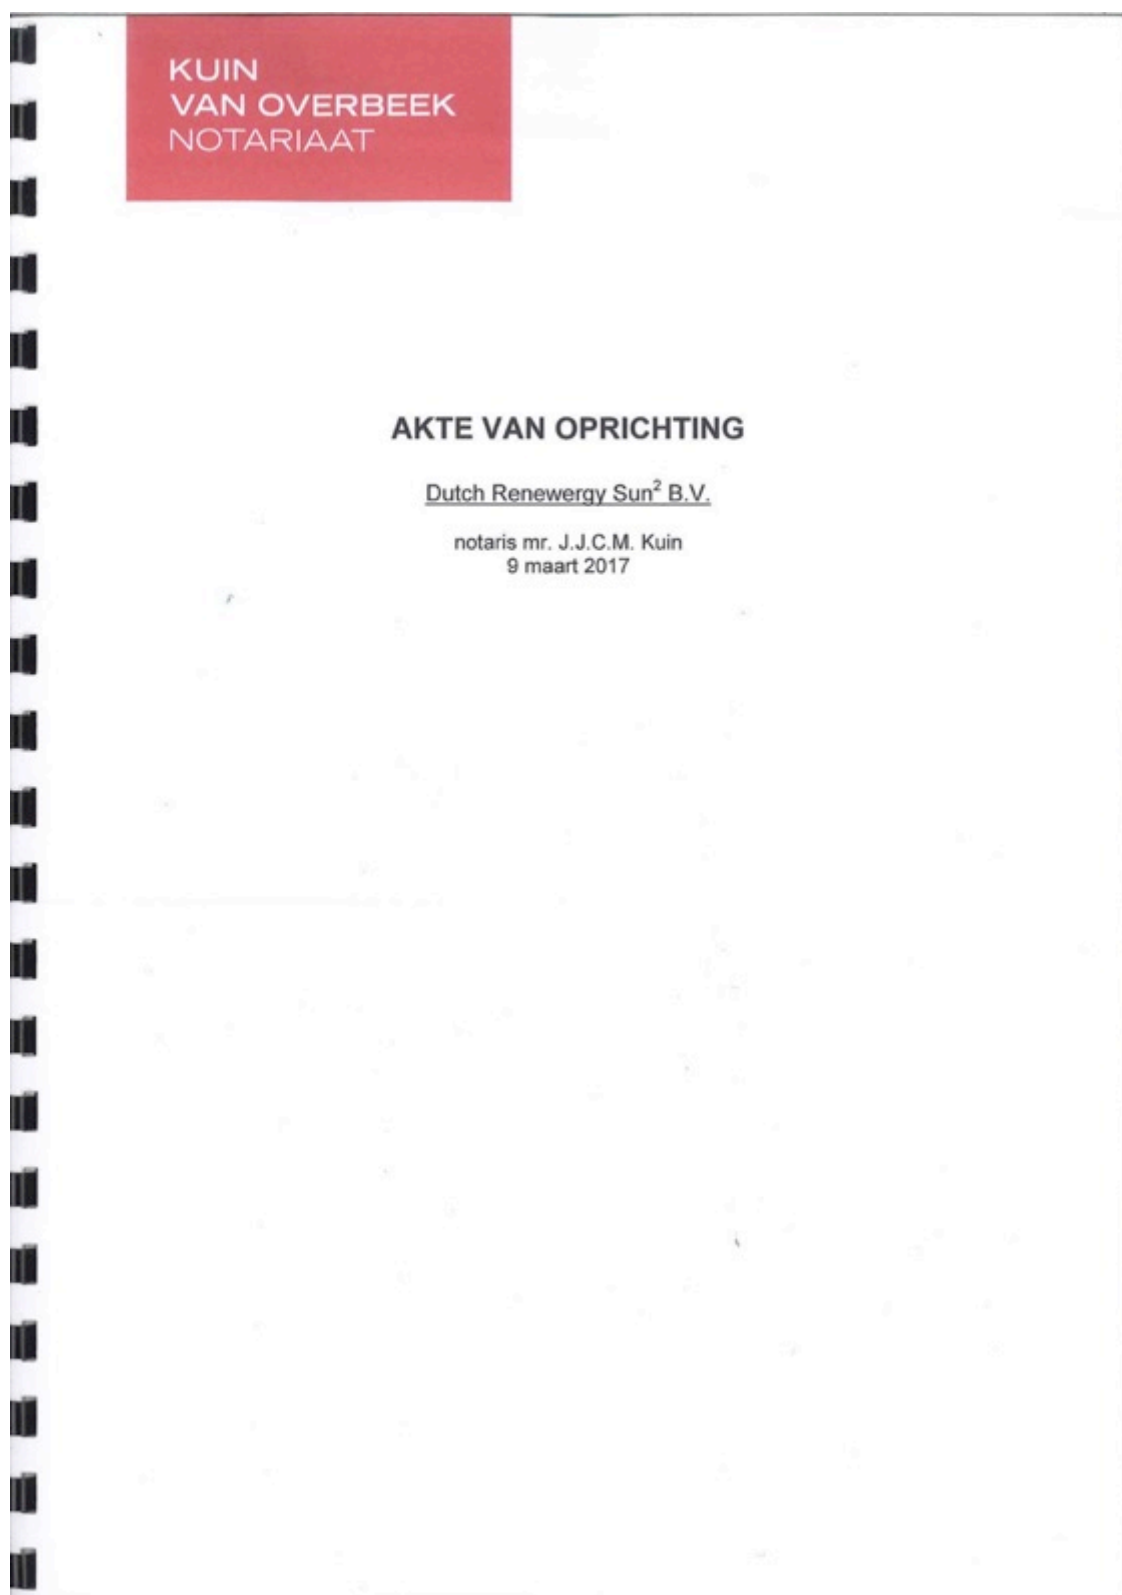 KUIN
VAN OVERBEEK
NOTARIAAT
AKTE VAN OPRICHTING
Dutch Renewergy Sun² B.V.
notaris mr. J.J.C.M. Kuin
9 maart 2017